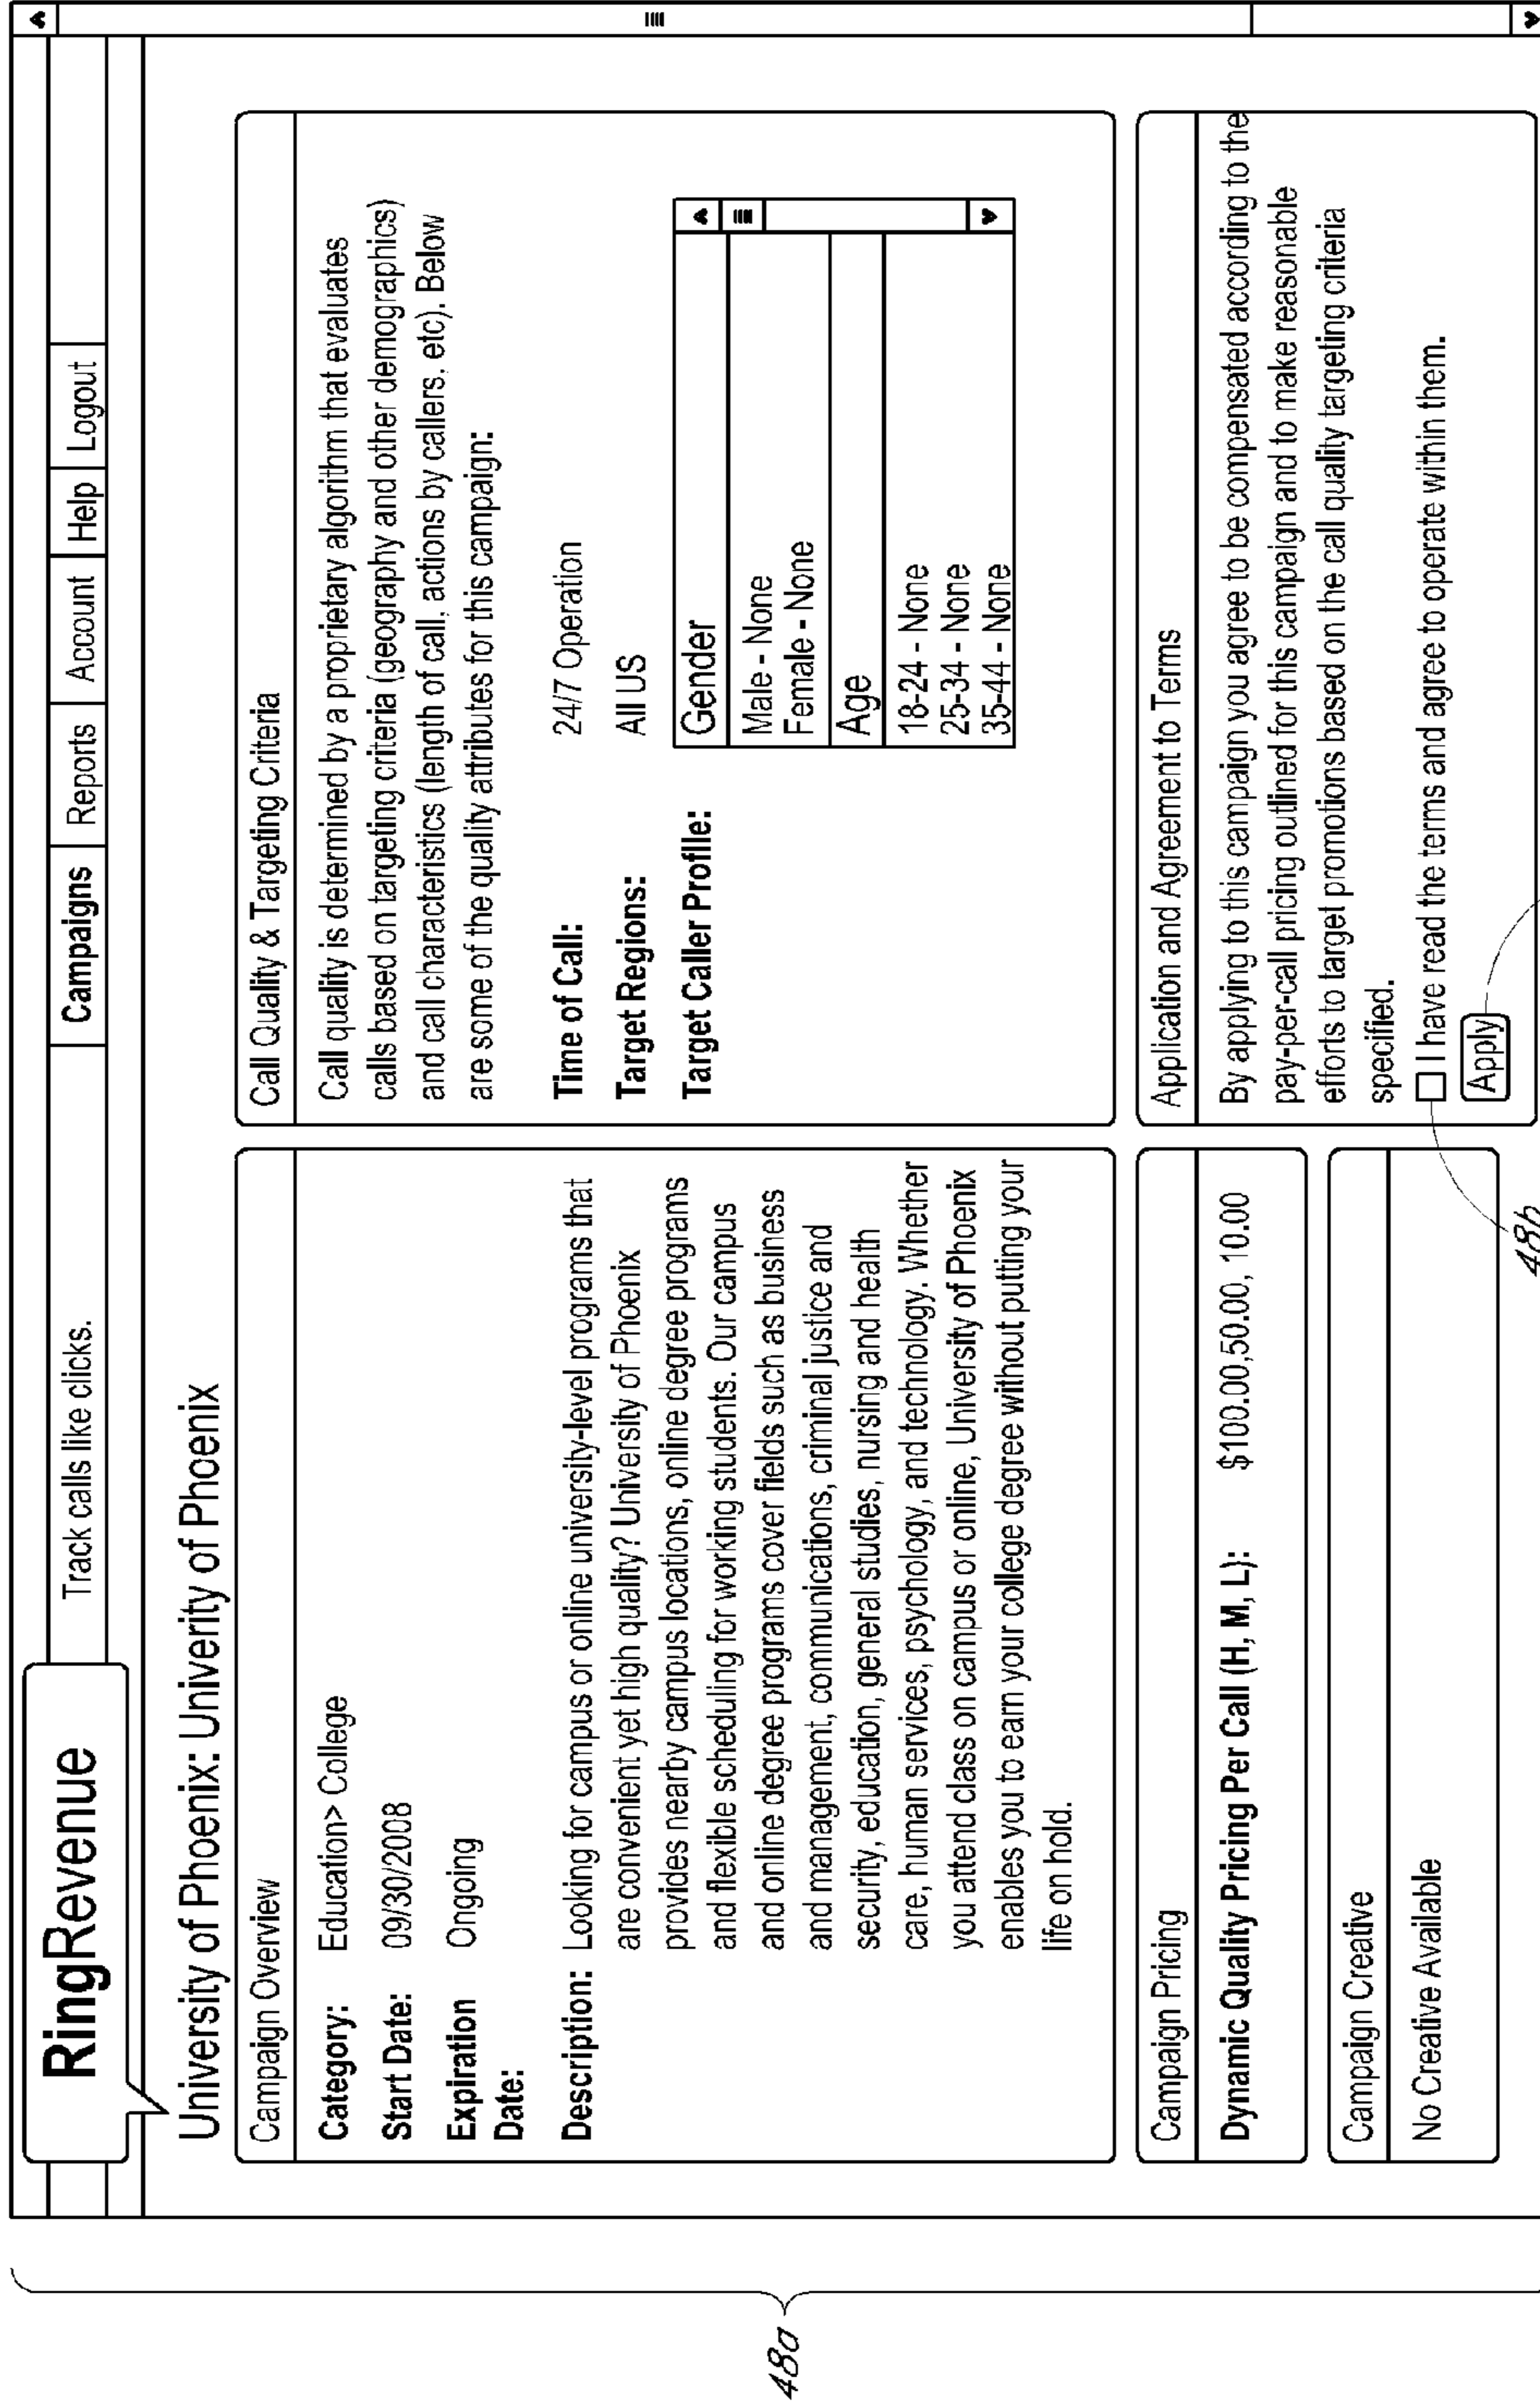 RingRevenue
Track calls like clicks.
Campaigns Reports Account Help Logout
University of Phoenix: Univerity of Phoenix
Campaign Overview
Category: Education> College
Start Date: 09/30/2008
Expiration Ongoing
Date:
Description: Looking for campus or online university-level programs that
are convenient yet high quality? University of Phoenix
provides nearby campus locations, online degree programs
and flexible scheduling for working students. Our campus
and online degree programs cover fields such as business
and management, communications, criminal justice and
security, education, general studies, nursing and health
care, human services, psychology, and technology. Whether
you attend class on campus or online, University of Phoenix
enables you to earn your college degree without putting your
life on hold.
Call Quality & Targeting Criteria
Call quality is determined by a proprietary algorithm that evaluates
calls based on targeting criteria (geography and other demographics)
and call characteristics (length of call, actions by callers, etc). Below
are some of the quality attributes for this campaign:
Time of Call: 24/7 Operation
Target Regions: All US
Target Caller Profile:
Gender
Male - None
Female - None
Age
18-24 - None
25-34 - None
35-44 - None
Campaign Pricing
Dynamic Quality Pricing Per Call (H, M, L): $100.00,50.00, 10.00
Campaign Creative
No Creative Available
Application and Agreement to Terms
By applying to this campaign you agree to be compensated according to the
pay-per-call pricing outlined for this campaign and to make reasonable
efforts to target promotions based on the call quality targeting criteria
specified.
I have read the terms and agree to operate within them.
Apply
48a
48b